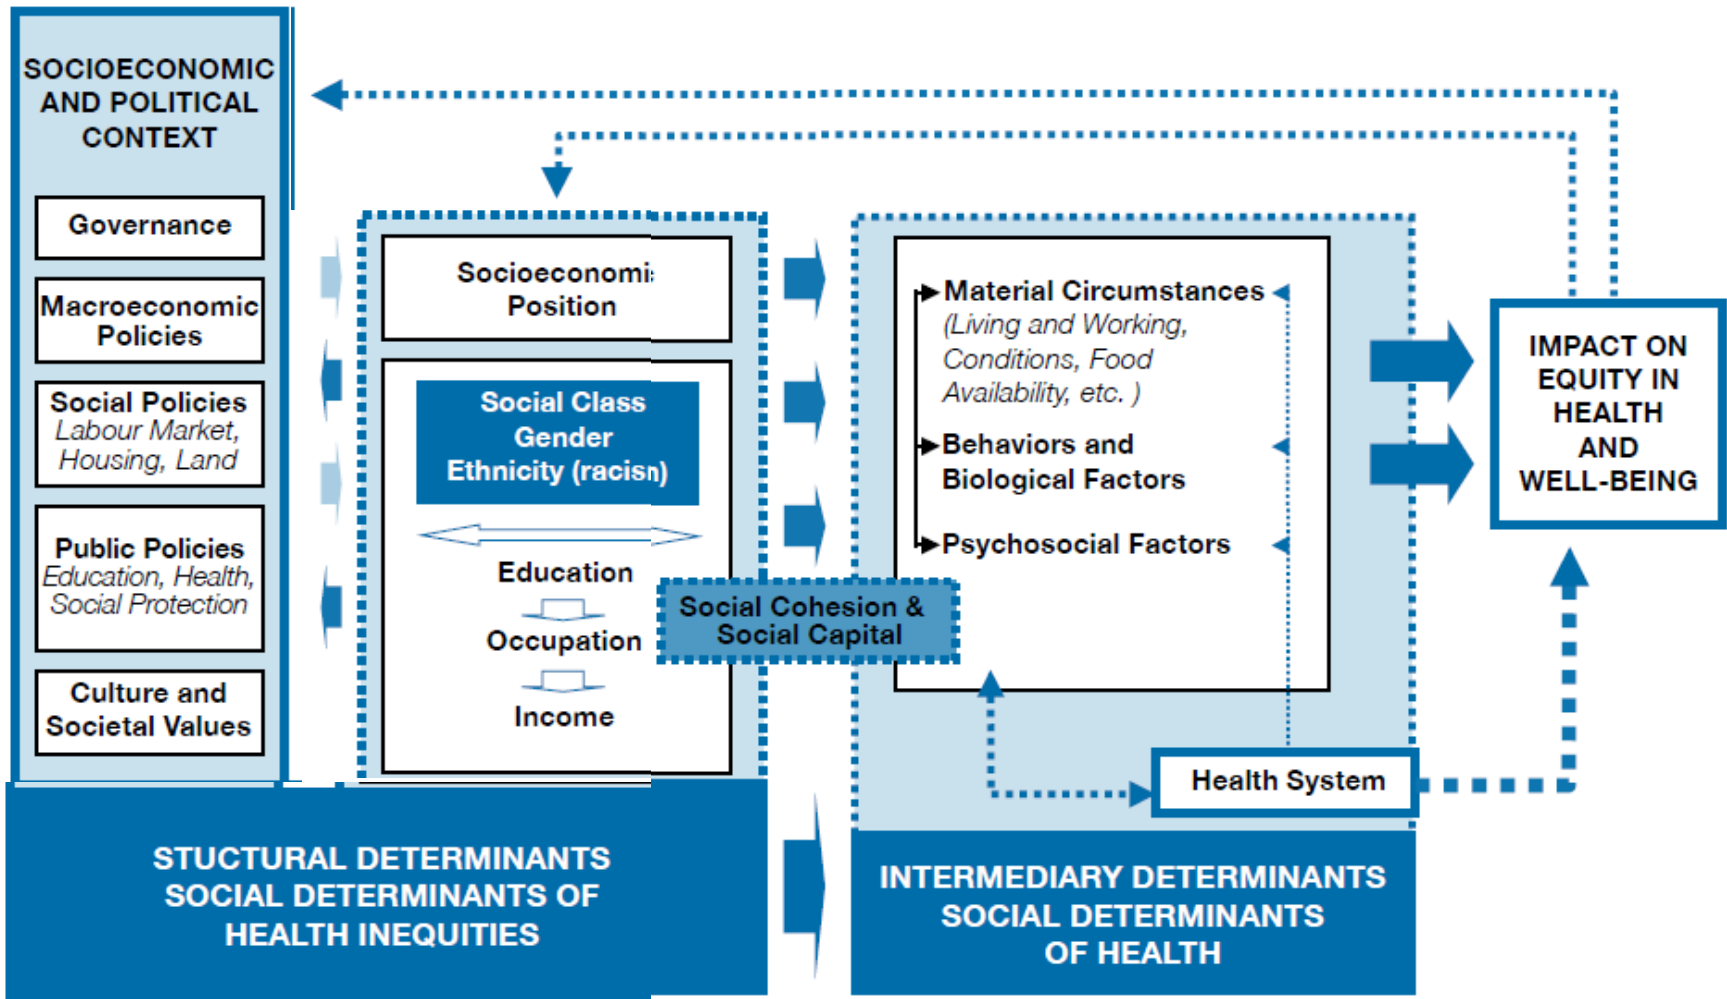 SOCIOECONOMIC
AND POLITICAL
CONTEXT
Governance
Macroeconomic
Policies
Social Policies
Labour Market,
Housing, Land
Public Policies
Education, Health,
Social Protection
Culture and
Societal Values
Socioeconomi
Position
Social Class
Gender
Ethnicity (racisn)
Education
Occupation
Income
Social Cohesion &
Social Capital
Material Circumstances
(Living and Working,
Conditions, Food
Availability, etc. )
Behaviors and
Biological Factors
Psychosocial Factors
Health System
IMPACT ON
EQUITY IN
HEALTH
AND
WELL-BEING
STUCTURAL DETERMINANTS
SOCIAL DETERMINANTS OF
HEALTH INEQUITIES
INTERMEDIARY DETERMINANTS
SOCIAL DETERMINANTS
OF HEALTH